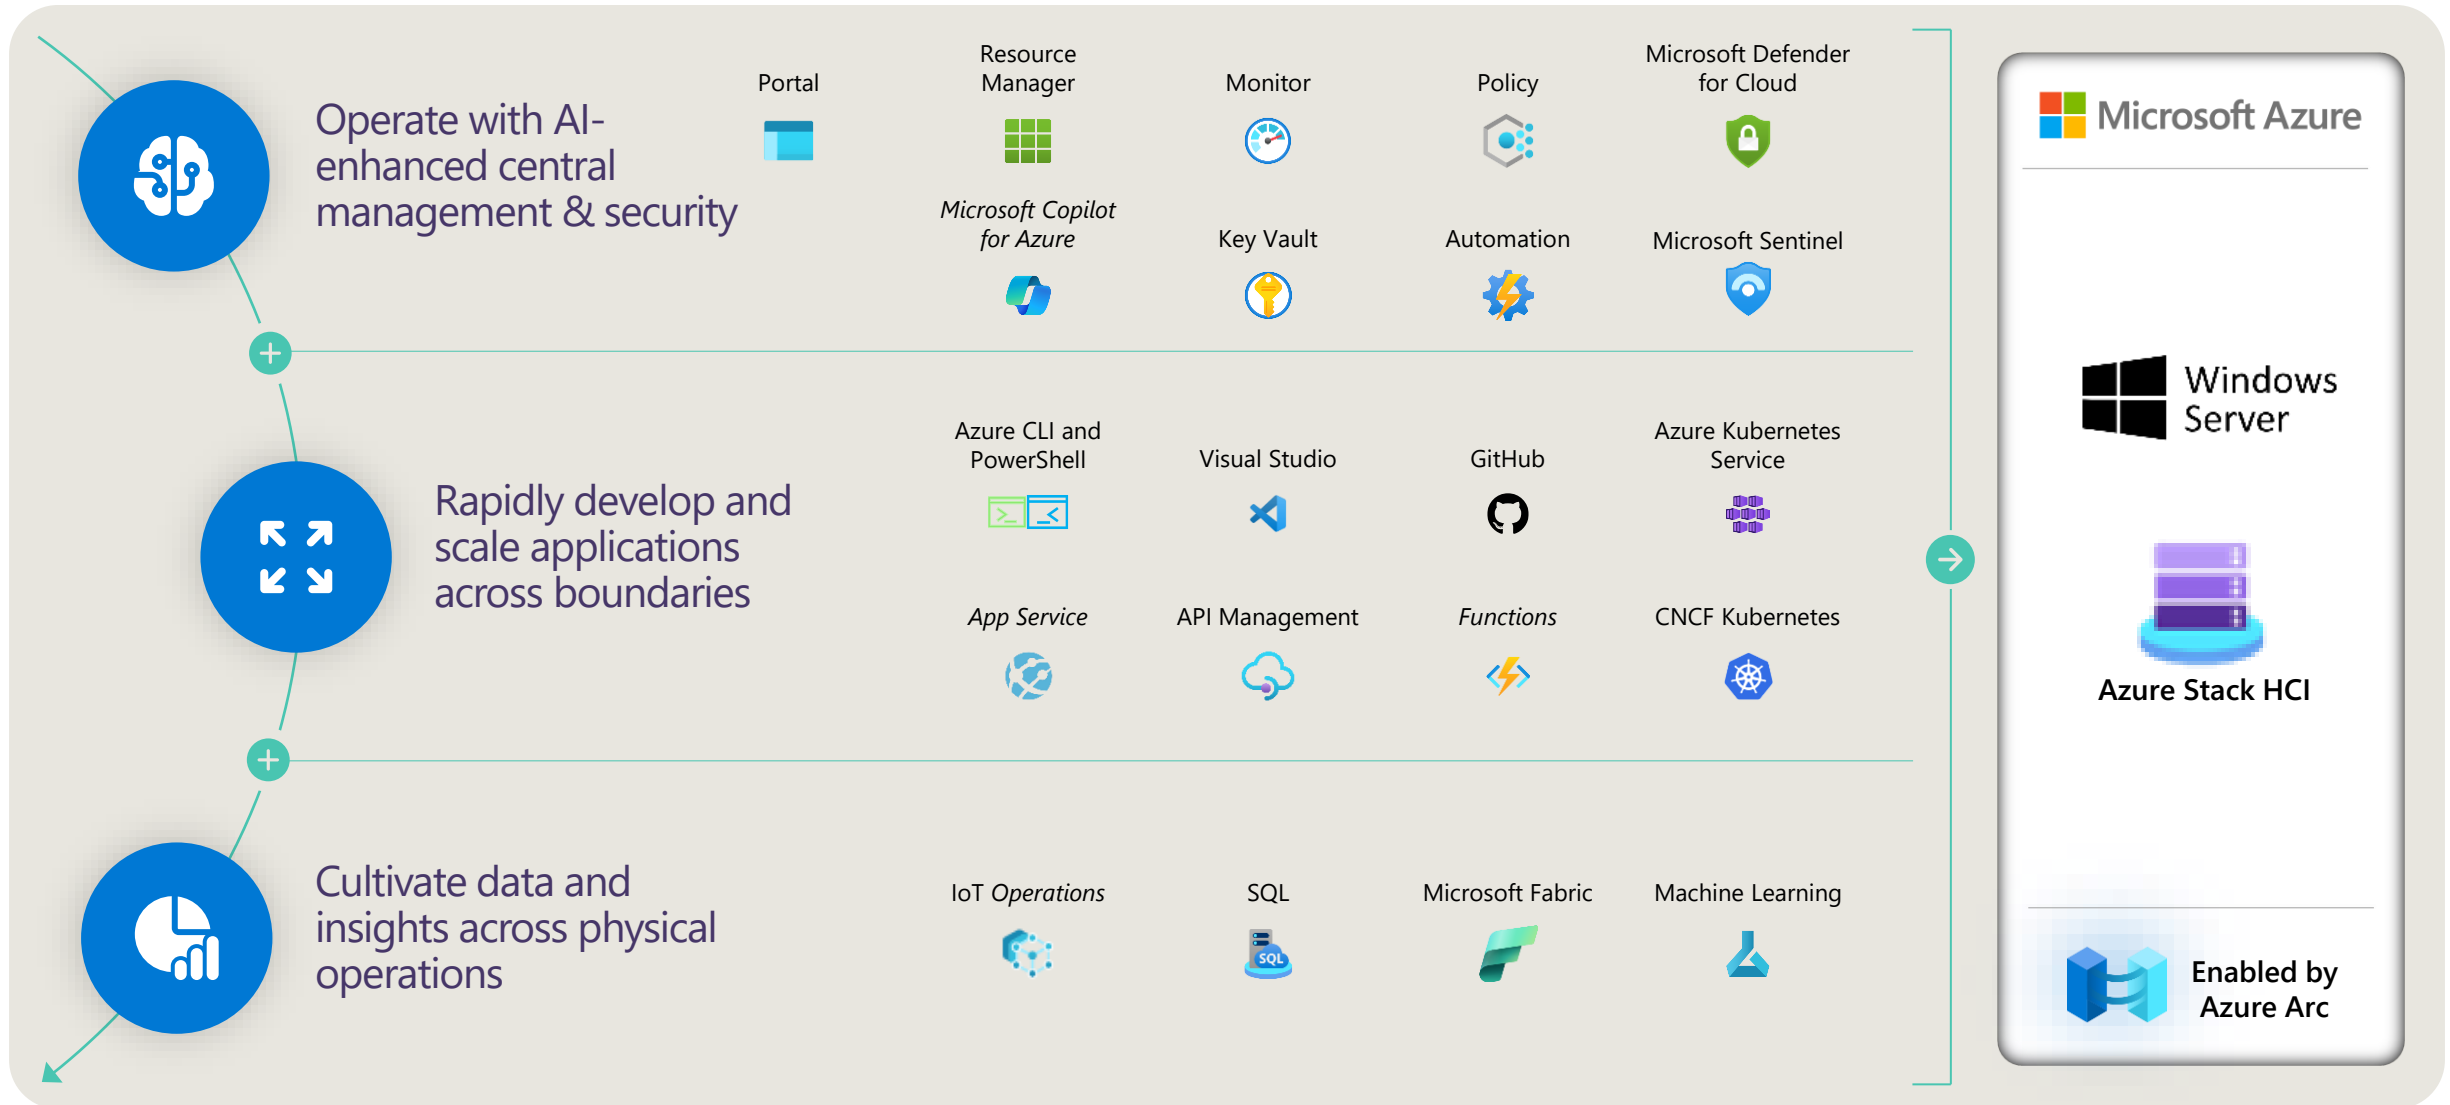 Operate with AI-
enhanced central
management & security
Portal
Resource
Manager
Monitor
Policy
Microsoft Defender
for Cloud
Microsoft Copilot
for Azure
Key Vault
Automation
Microsoft Sentinel
Rapidly develop and
scale applications
across boundaries
Azure CLI and
PowerShell
Visual Studio
GitHub
Azure Kubernetes
Service
App Service
API Management
Functions
CNCF Kubernetes
Cultivate data and
insights across physical
operations
IoT Operations
SQL
SQL
Microsoft Fabric
Machine Learning
Microsoft Azure
Windows
Server
Azure Stack HCI
Enabled by
Azure Arc